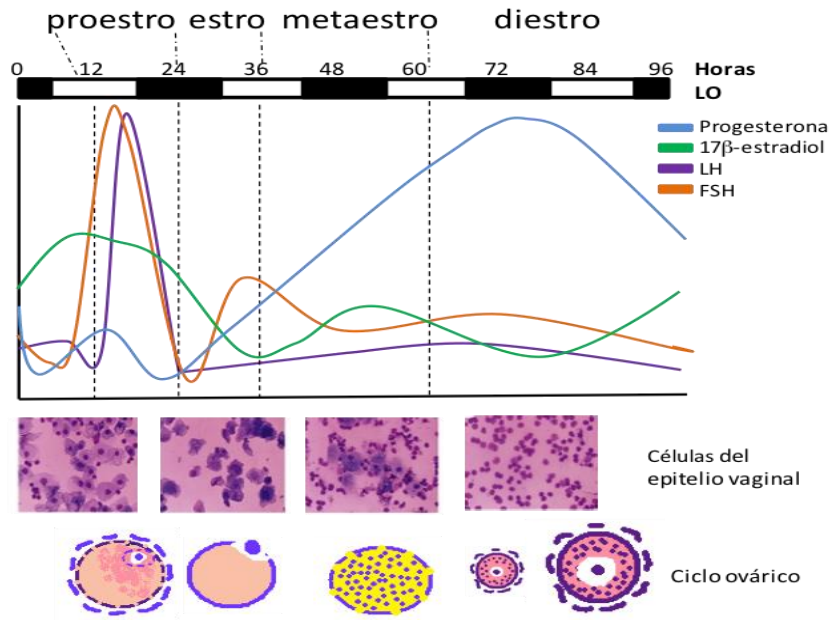 proestro estro metaestro diestro
0 12 24 36 48 60 72 84 96 Horas
LO
Progesterona
17β-estradiol
LH
FSH
Células del
epitelio vaginal
Ciclo ovárico